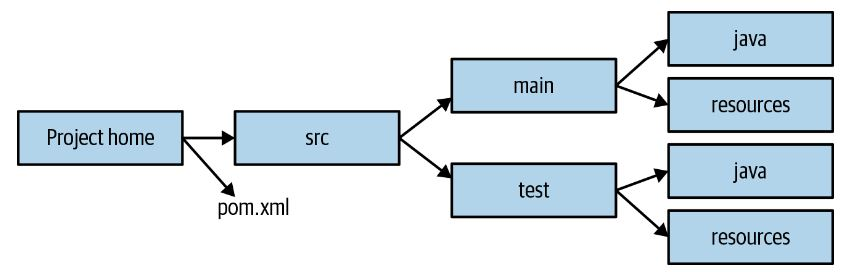 Project home
src
pom.xml
main
test
java
resources
java
resources